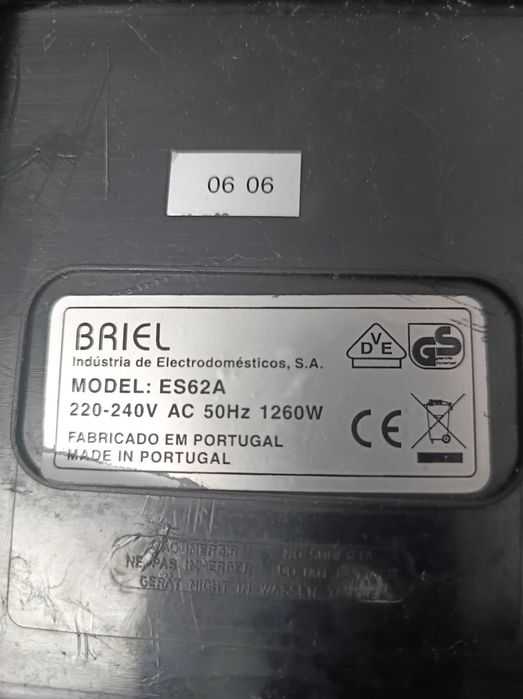 06 06
BRIEL
Indústria de Electrodomésticos, S.A.
MODEL: ES62A
220-240V AC 50Hz 1260W
FABRICADO EM PORTUGAL
MADE IN PORTUGAL
DVE
GS
CE
NE PAS IMMERGER
GERÄT NICHT IN WASSER